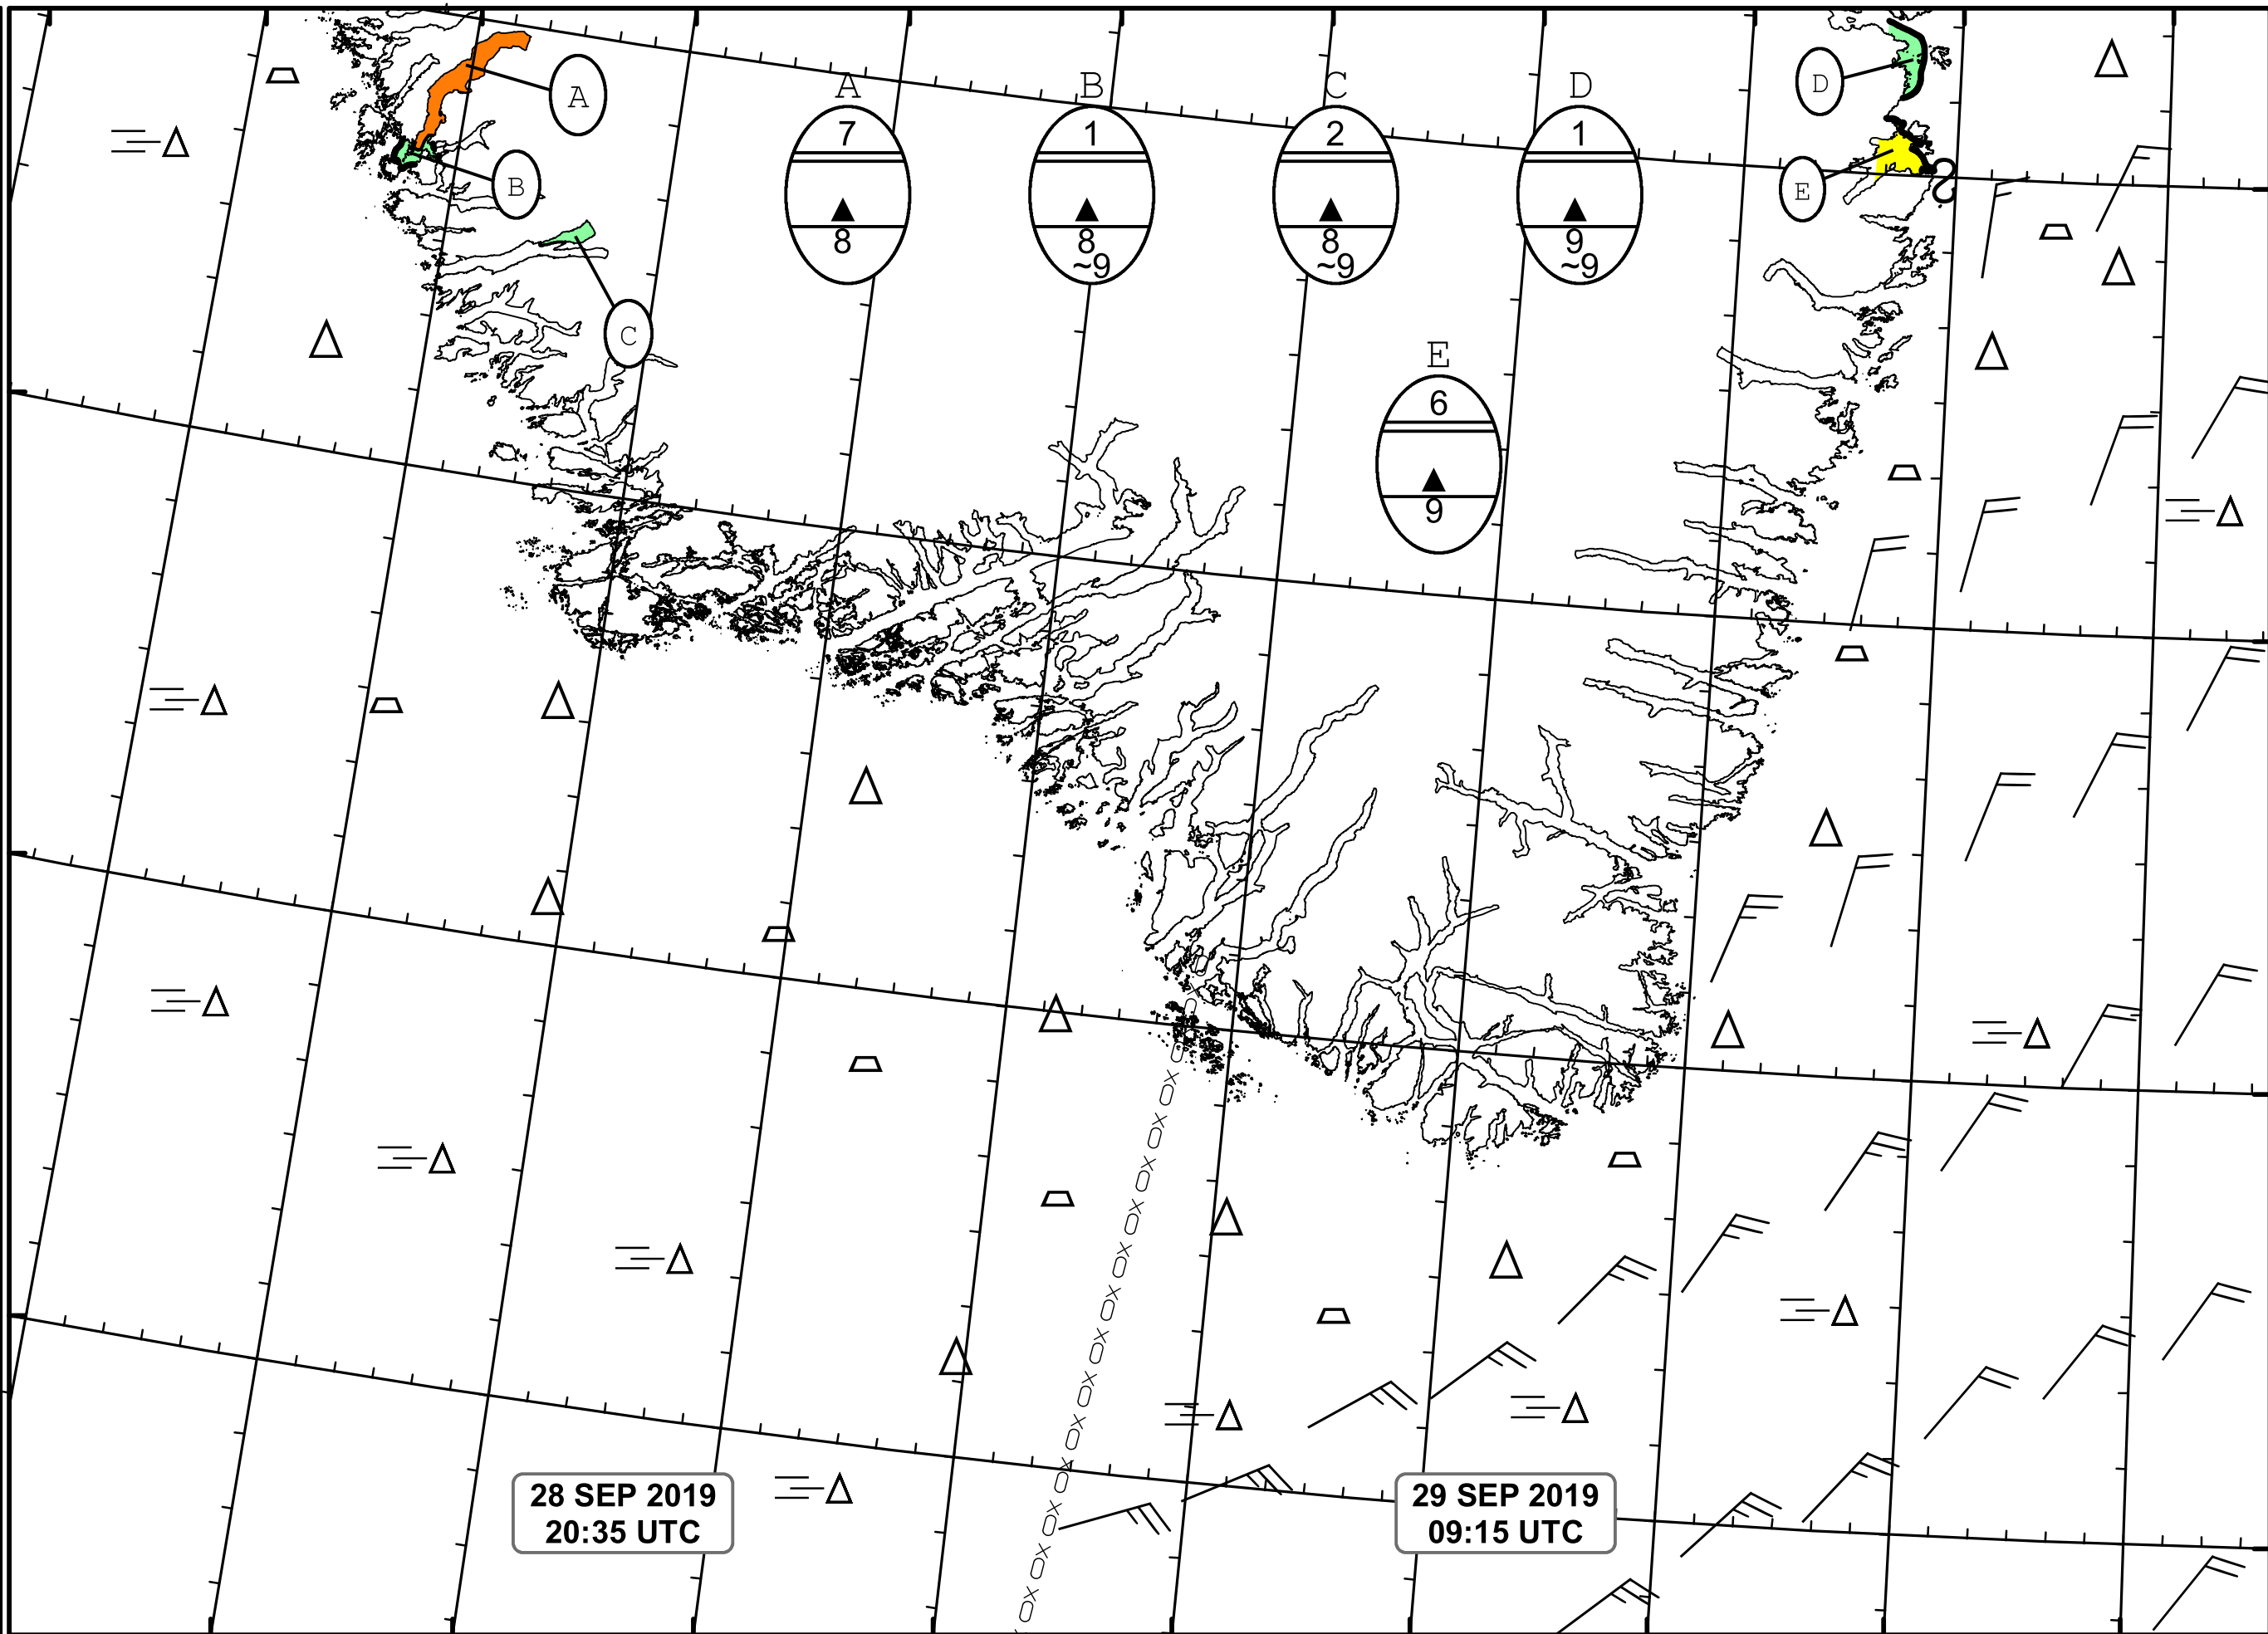 A B C D
7 1 2 1
▲ ▲ ▲ ▲
8 8 8 9
~9 ~9 ~9
E
6
▲
9
A
B
C
D
E
28 SEP 2019
20:35 UTC
29 SEP 2019
09:15 UTC